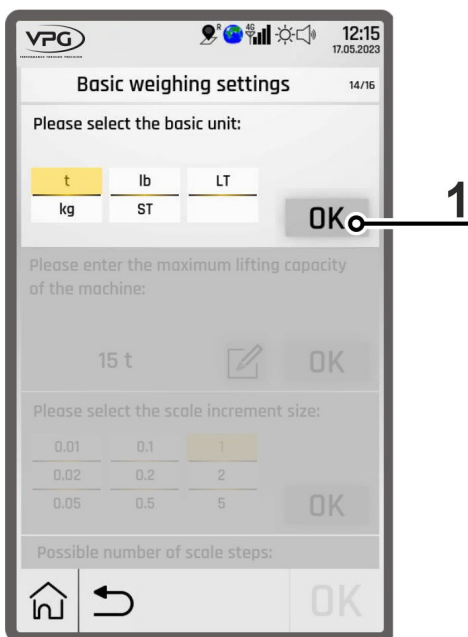 VPG
R 4G 12:15
17.05.2023
Basic weighing settings 14/16
Please select the basic unit:
t lb LT
kg ST
OK
1
Please enter the maximum lifting capacity
of the machine:
15 t OK
Please select the scale increment size:
0.01 0.1 1
0.02 0.2 2
0.05 0.5 5
OK
Possible number of scale steps:
OK